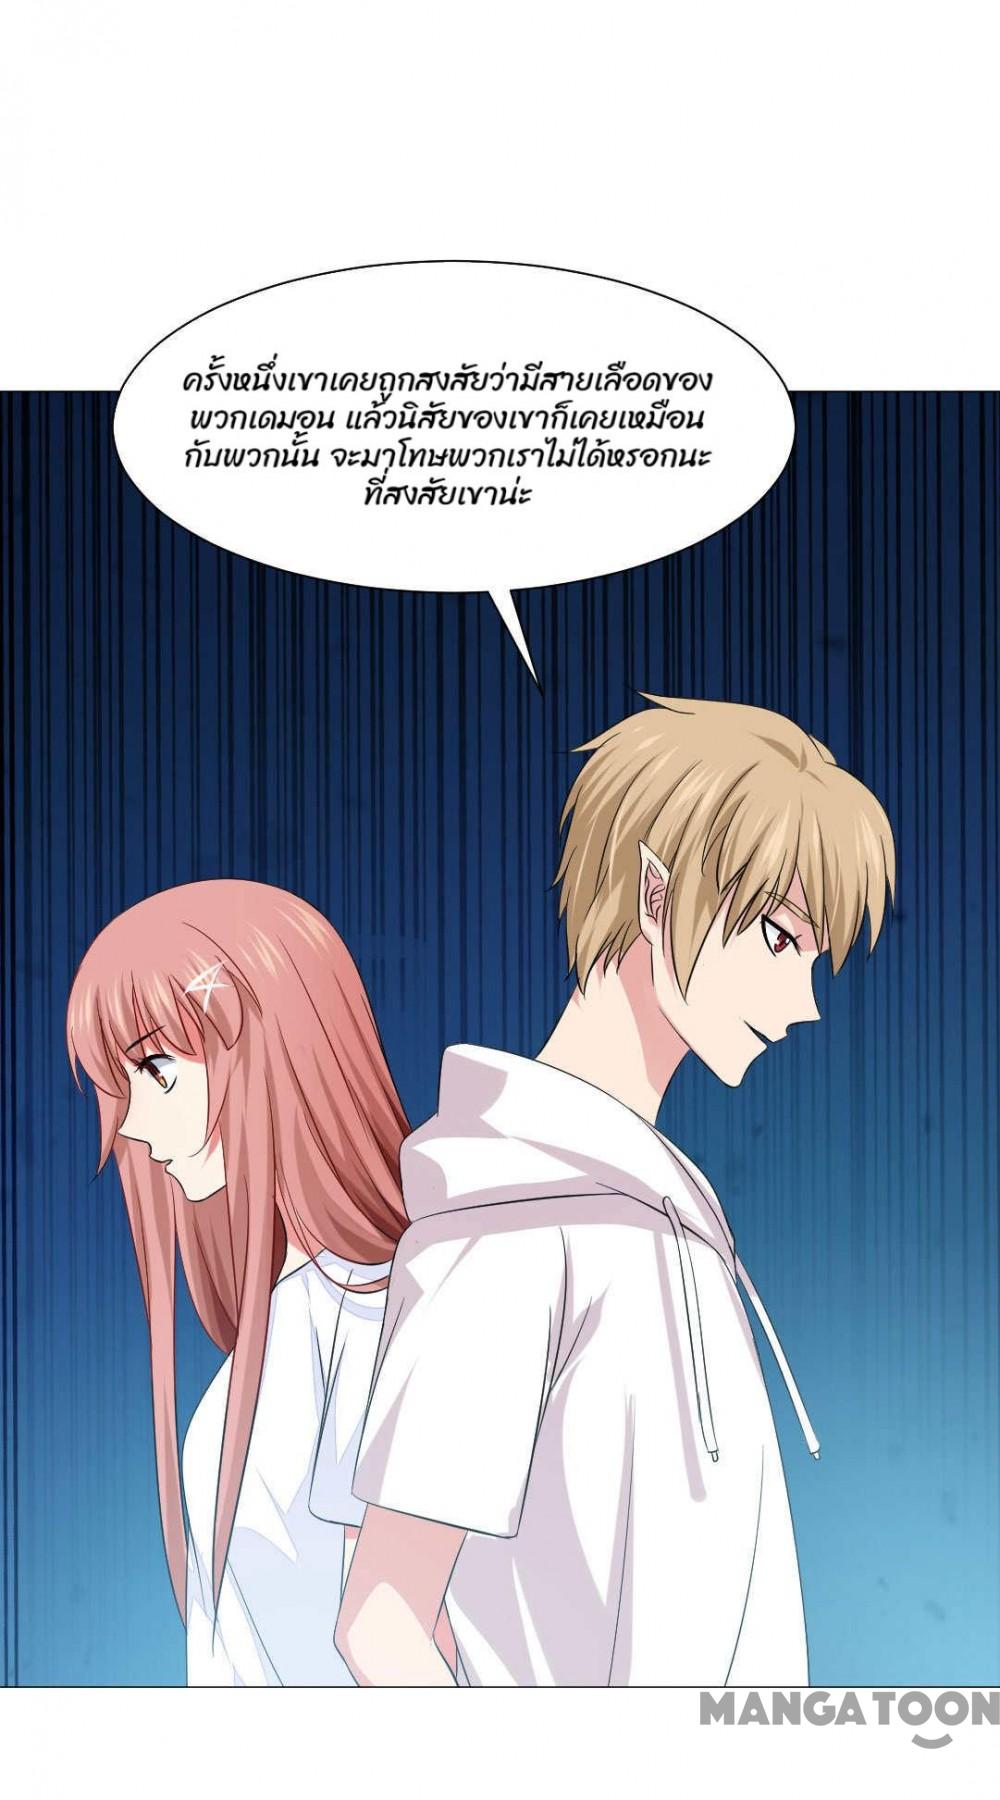 ครั้งหนึ่งเขาเคยถูกสงสัยว่ามีสายเลือดของ
พวกเดมอน แล้วนิสัยของเขาก็เคยเหมือน
กับพวกนั้น จะมาโทษพวกเราไม่ได้หรอกนะ
ที่สงสัยเขาน่ะ
MANGATOON